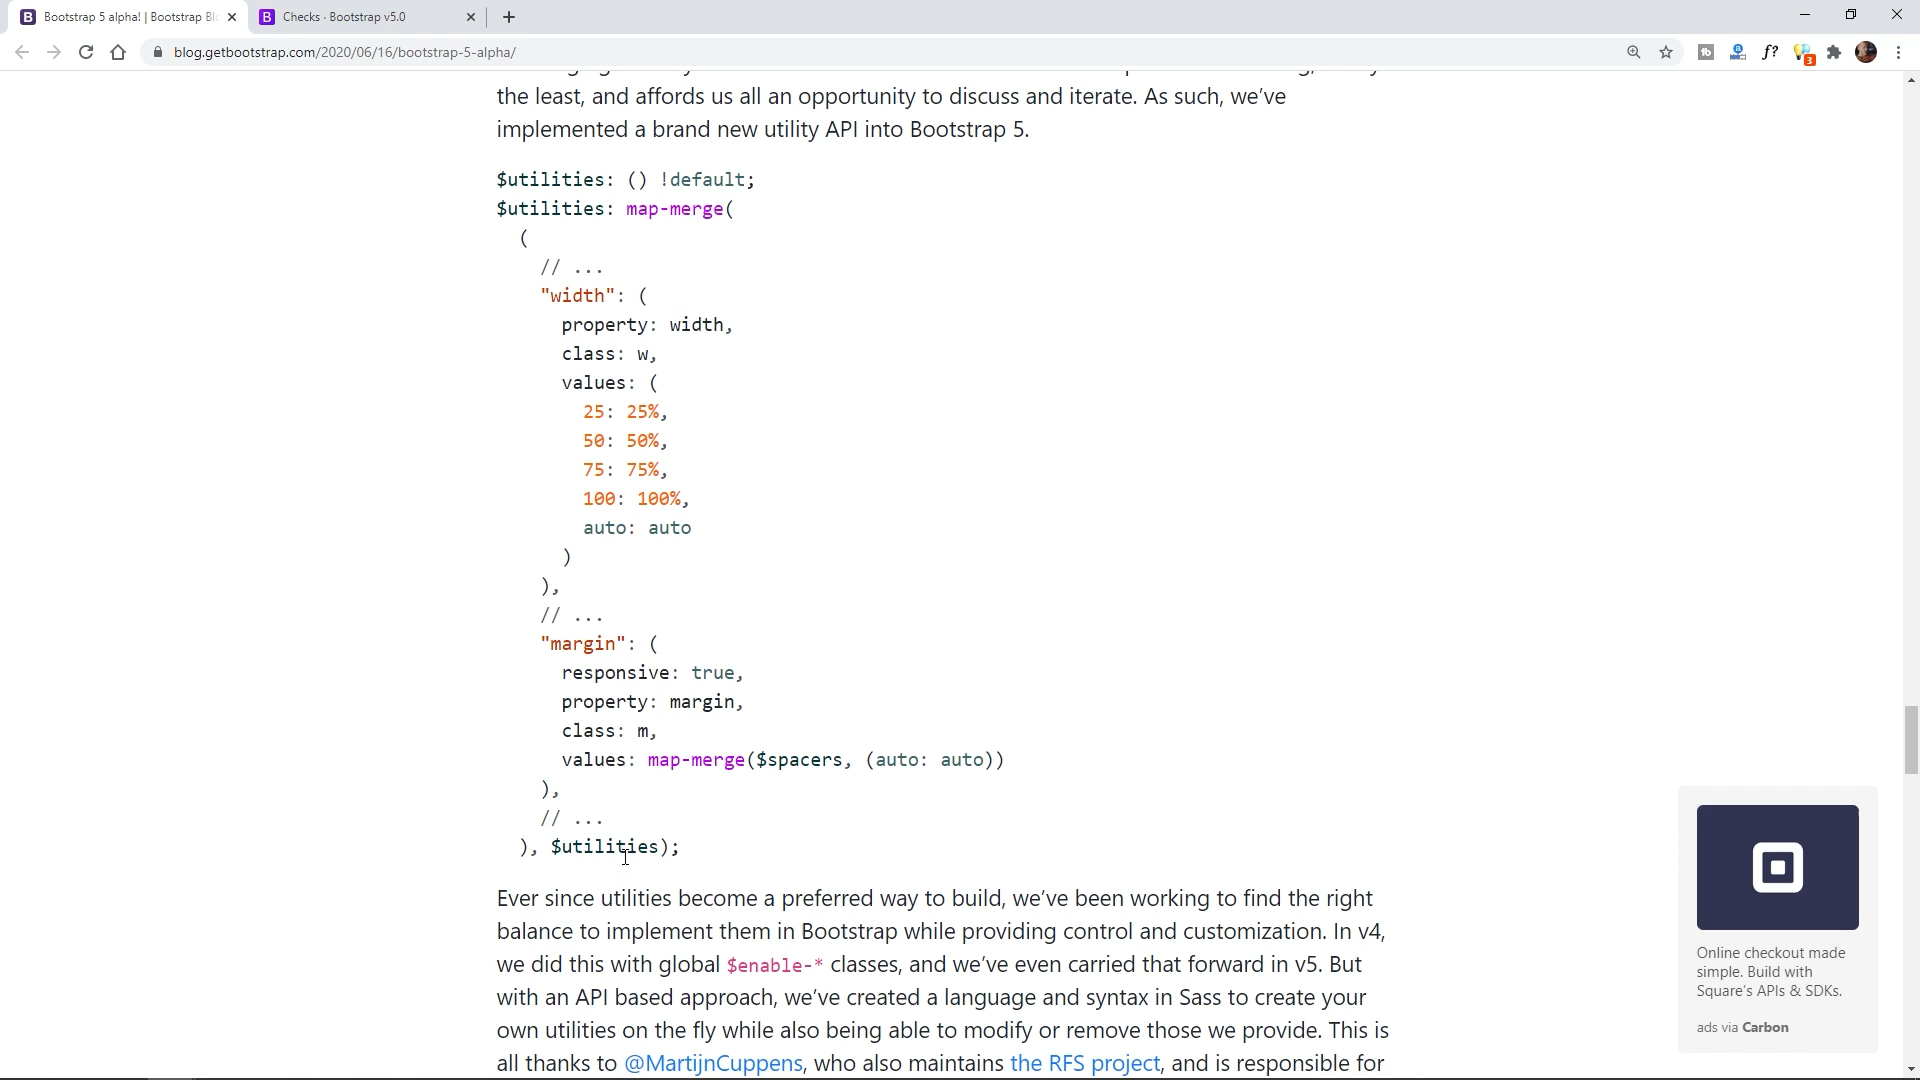 Bootstrap 5 alpha! | Bootstrap Bl
Checks · Bootstrap v5.0
blog.getbootstrap.com/2020/06/16/bootstrap-5-alpha/
f?
3
the least, and affords us all an opportunity to discuss and iterate. As such, we’ve
implemented a brand new utility API into Bootstrap 5.
$utilities: () !default;
$utilities: map-merge(
(
// ...
"width": (
property: width,
class: w,
values: (
25: 25%,
50: 50%,
75: 75%,
100: 100%,
auto: auto
)
),
// ...
"margin": (
responsive: true,
property: margin,
class: m,
values: map-merge($spacers, (auto: auto))
),
// ...
), $utilities);
Ever since utilities become a preferred way to build, we’ve been working to find the right
balance to implement them in Bootstrap while providing control and customization. In v4,
we did this with global $enable-* classes, and we’ve even carried that forward in v5. But
with an API based approach, we’ve created a language and syntax in Sass to create your
own utilities on the fly while also being able to modify or remove those we provide. This is
all thanks to @MartijnCuppens, who also maintains the RFS project, and is responsible for
Online checkout made
simple. Build with
Square’s APIs & SDKs.
ads via Carbon